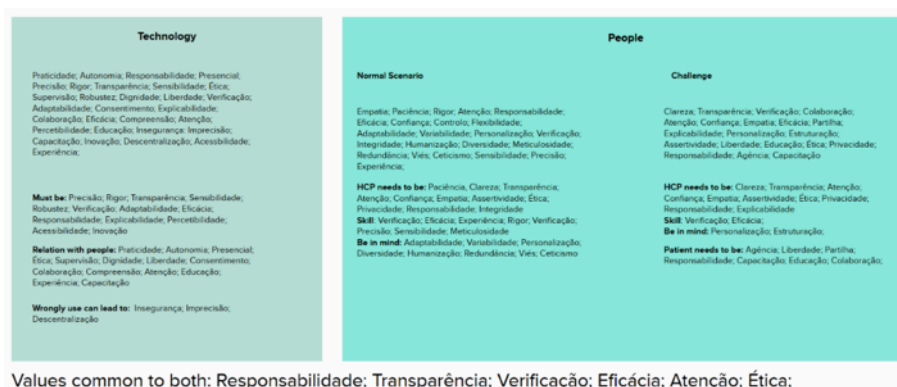 Technology
Praticidade; Autonomia; Responsabilidade; Presencial;
Precisão; Rigor; Transparência; Sensibilidade; Ética;
Supervisão; Robustez; Dignidade; Liberdade; Verificação;
Adaptabilidade; Consentimento; Explicabilidade;
Colaboração; Eficácia; Compreensão; Atenção;
Percetibilidade; Educação; Insegurança; Imprecisão;
Capacitação; Inovação; Descentralização; Acessbilidade;
Experiência;
Must be: Precisão; Rigor; Transparência; Sensibilidade;
Robustez; Verificação; Adaptabilidade; Eficácia;
Responsabilidade; Explicabilidade; Percetibilidade;
Acessibilidade; Inovação
Relation with people: Praticidade; Autonomia; Presencial;
Ética; Supervisão; Dignidade; Liberdade; Consentimento;
Colaboração; Compreensão; Atenção; Educação;
Experiência; Capacitação
Wrongly use can lead to: Insegurança; Imprecisão;
Descentralização
People
Normal Scenario
Empatia; Paciência; Rigor; Atenção; Responsabilidade;
Eficácia; Confiança; Controlo; Flexibilidade;
Adaptabilidade; Variabilidade; Personalização; Verificação;
Integridade; Humanização; Diversidade; Meticulosidade;
Redundância; Viés; Ceticismo; Sensibilidade; Precisão;
Experiência;
HCP needs to be: Paciência, Clareza; Transparência;
Atenção; Confiança; Empatia; Assertividade; Ética;
Privacidade; Responsabilidade; Integridade
Skill: Verificação; Eficácia; Experiência; Rigor; Verificação;
Precisão; Sensibilidade; Meticulosidade
Be in mind: Adaptabilidade; Variabilidade; Personalização;
Diversidade; Humanização; Redundância; Viés; Ceticismo
Challenge
Clareza; Transparência; Verificação; Colaboração;
Atenção; Confiança; Empatia; Eficácia; Partilha;
Explicabilidade; Personalização; Estruturação;
Assertividade; Liberdade; Educação; Ética; Privacidade;
Responsabilidade; Agência; Capacitação
HCP needs to be: Clareza; Transparência; Atenção;
Confiança; Empatia; Assertividade; Ética; Privacidade;
Responsabilidade; Explicabilidade
Skill: Verificação; Eficácia;
Be in mind: Personalização; Estruturação;
Patient needs to be: Agência; Liberdade; Partilha;
Responsabilidade; Capacitação; Educação; Colaboração;
Values common to both: Responsabilidade; Transparência; Verificação; Eficácia; Atenção; Ética;